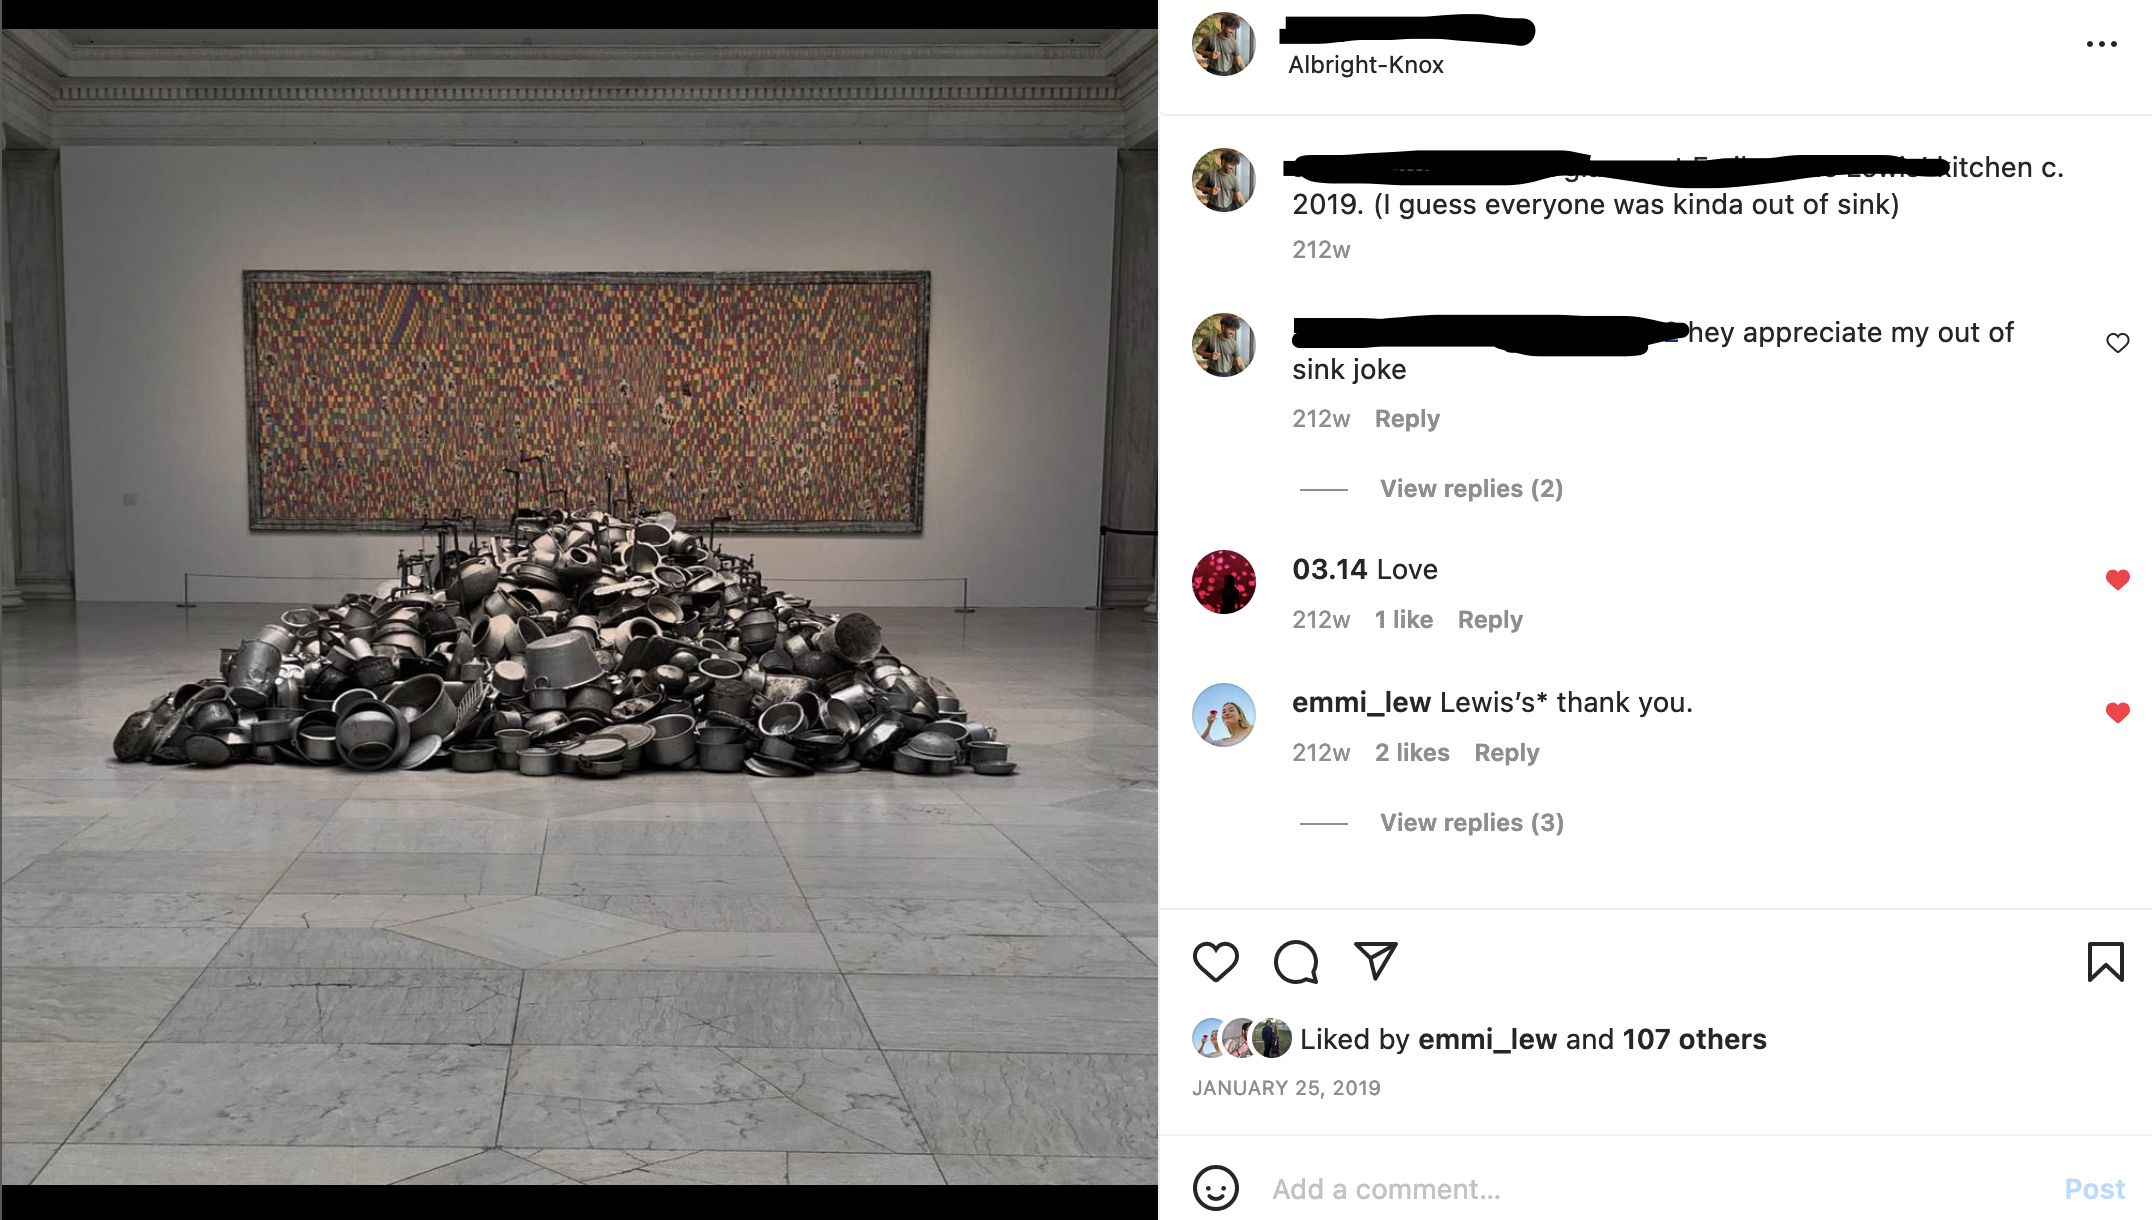 Albright-Knox
kitchen c.
2019. (I guess everyone was kinda out of sink)
212w
hey appreciate my out of
sink joke
212w Reply
View replies (2)
03.14 Love
212w 1 like Reply
emmi_lew Lewis’s* thank you.
212w 2 likes Reply
View replies (3)
Liked by emmi_lew and 107 others
JANUARY 25, 2019
Add a comment...
Post